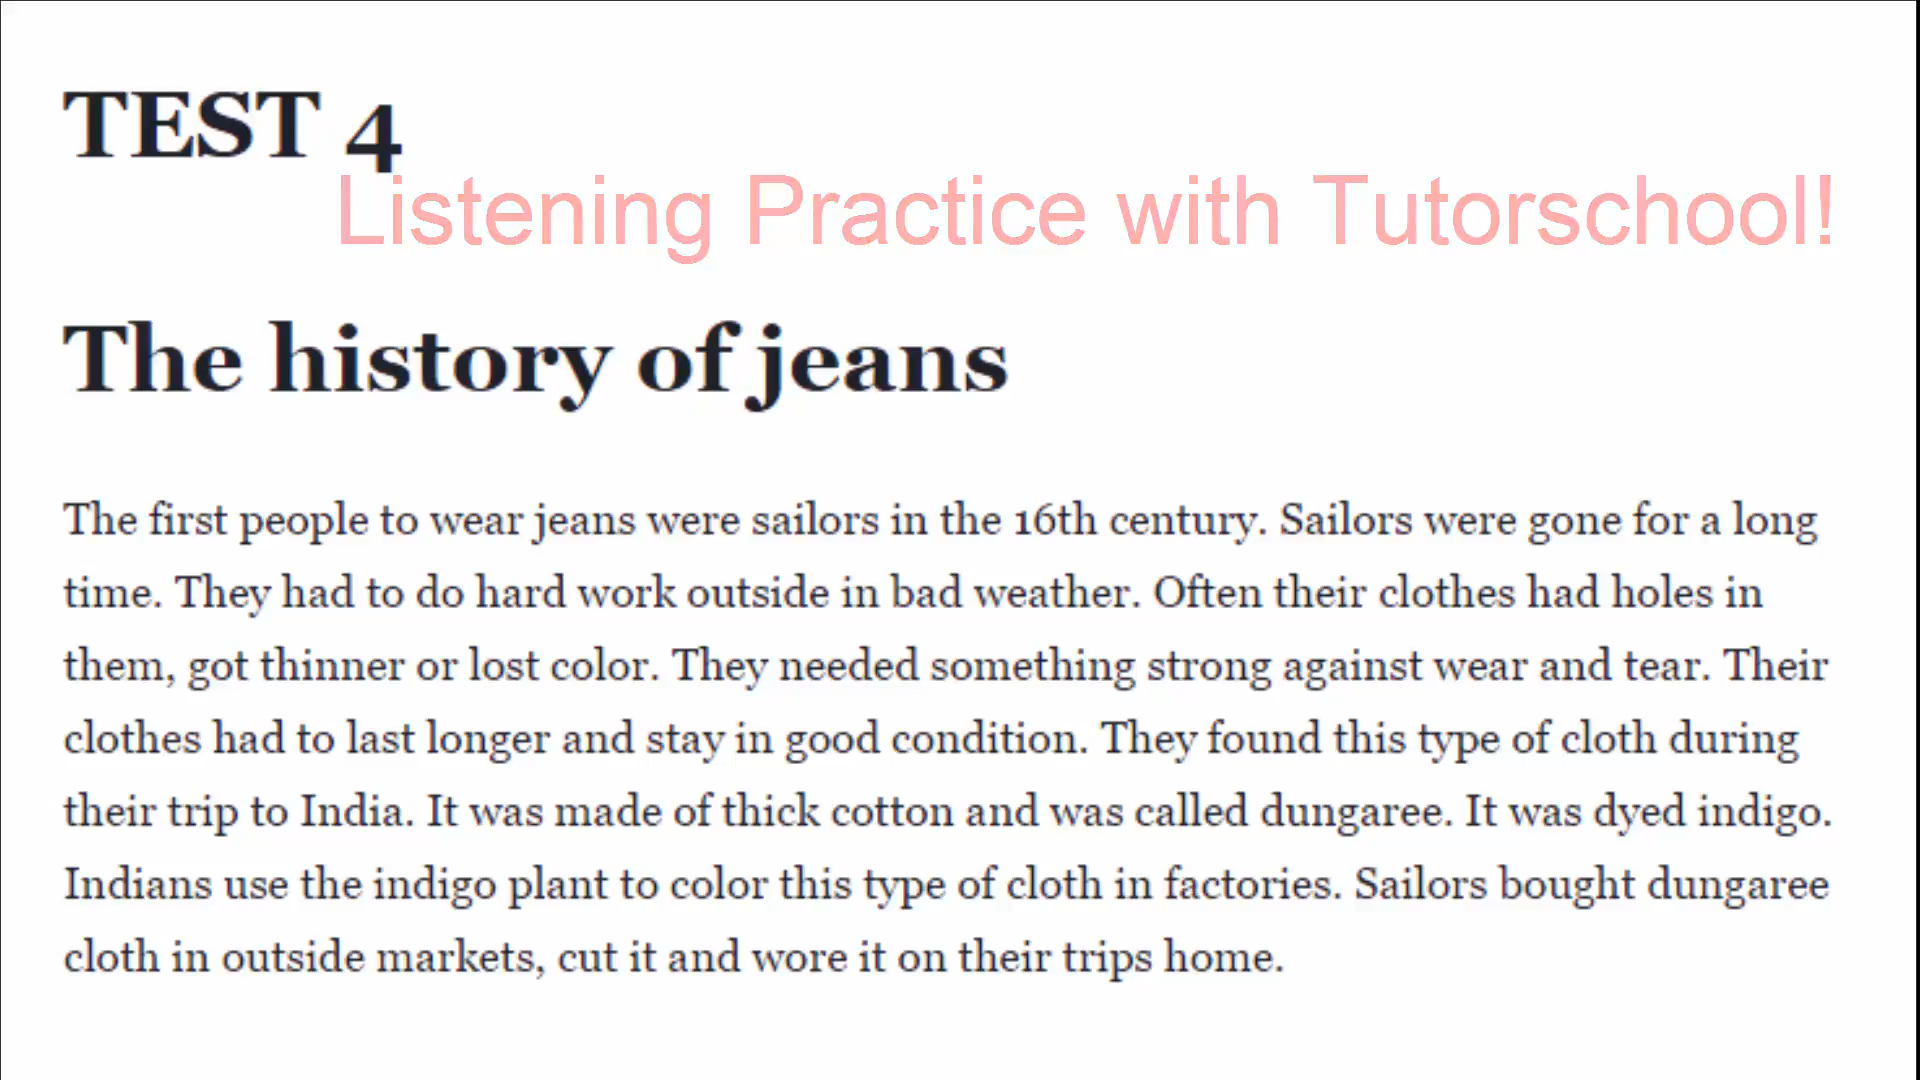 TEST 4
Listening Practice with Tutorschool!
The history of jeans
The first people to wear jeans were sailors in the 16th century. Sailors were gone for a long
time. They had to do hard work outside in bad weather. Often their clothes had holes in
them, got thinner or lost color. They needed something strong against wear and tear. Their
clothes had to last longer and stay in good condition. They found this type of cloth during
their trip to India. It was made of thick cotton and was called dungaree. It was dyed indigo.
Indians use the indigo plant to color this type of cloth in factories. Sailors bought dungaree
cloth in outside markets, cut it and wore it on their trips home.